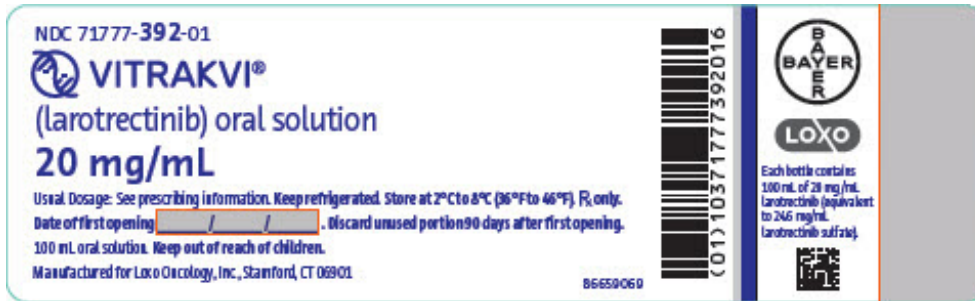 NDC 71777-392-01
VITRAKVI®
(larotrectinib) oral solution
20 mg/mL
Usual Dosage: See prescribing information. Keep refrigerated. Store at 2°C to 8°C (36°F to 46°F). ℞ only.
Date of first opening ______/______/______. Discard unused portion 90 days after first opening.
100 mL oral solution. Keep out of reach of children.
Manufactured for Loxo Oncology, Inc., Stamford, CT 06901
86659069
(01)10371777392016
BAYER
BAYER
LOXO
Each bottle contains
100 mL of 20 mg/mL
larotrectinib (equivalent
to 24.6 mg/mL
larotrectinib sulfate).